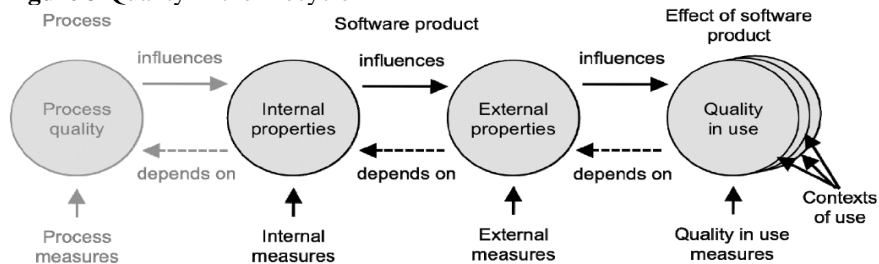 Process
Software product
Effect of software
product
influences
influences
influences
Process
quality
Internal
properties
External
properties
Quality
in use
depends on
depends on
depends on
Contexts
of use
Process
measures
Internal
measures
External
measures
Quality in use
measures